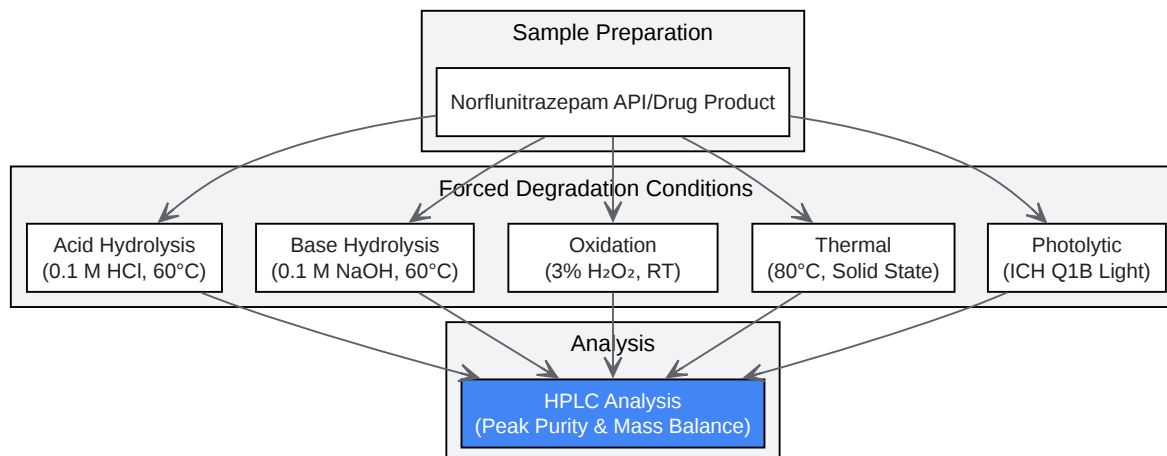 Sample Preparation
Norflunitrazepam API/Drug Product
Forced Degradation Conditions
Acid Hydrolysis
(0.1 M HCl, 60°C)
Base Hydrolysis
(0.1 M NaOH, 60°C)
Oxidation
(3% H₂O₂, RT)
Thermal
(80°C, Solid State)
Photolytic
(ICH Q1B Light)
Analysis
HPLC Analysis
(Peak Purity & Mass Balance)